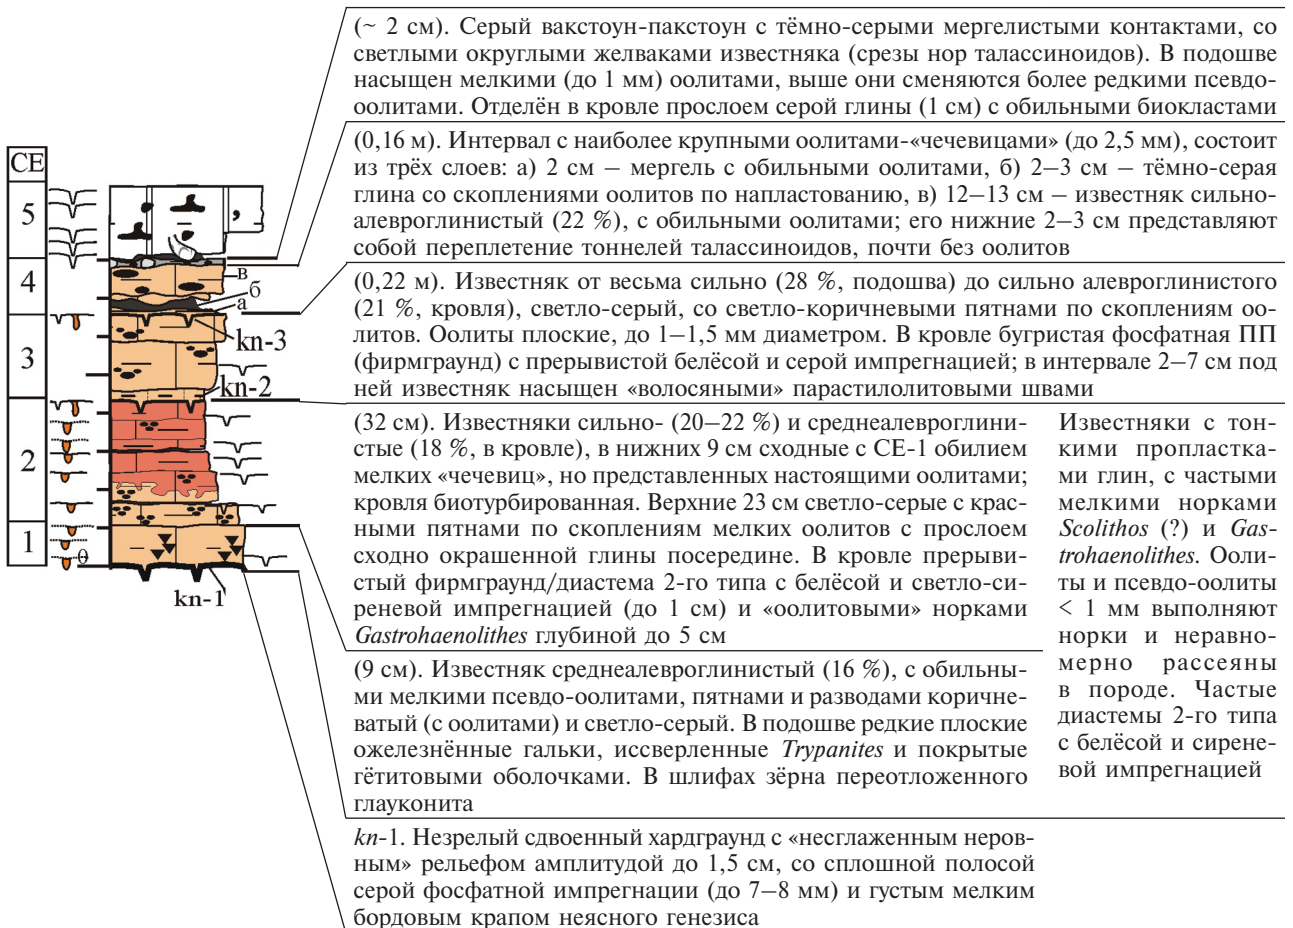 (~ 2 см). Серый вакстоун-пакстоун с тёмно-серыми мергелистыми контактами, со
светлыми округлыми желваками известняка (срезы нор талассиноидов). В подошве
насыщен мелкими (до 1 мм) оолитами, выше они сменяются более редкими псевдо-
оолитами. Отделён в кровле прослоем серой глины (1 см) с обильными биокластами
(0,16 м). Интервал с наиболее крупными оолитами-«чечевицами» (до 2,5 мм), состоит
из трёх слоев: а) 2 см – мергель с обильными оолитами, б) 2–3 см – тёмно-серая
глина со скоплениями оолитов по напластованию, в) 12–13 см – известняк сильно-
алевроглинистый (22 %), с обильными оолитами; его нижние 2–3 см представляют
собой переплетение тоннелей талассиноидов, почти без оолитов
(0,22 м). Известняк от весьма сильно (28 %, подошва) до сильно алевроглинистого
(21 %, кровля), светло-серый, со светло-коричневыми пятнами по скоплениям оо-
литов. Оолиты плоские, до 1–1,5 мм диаметром. В кровле бугристая фосфатная ПП
(фирмграунд) с прерывистой белёсой и серой импрегнацией; в интервале 2–7 см под
ней известняк насыщен «волосяными» парастилолитовыми швами
(32 см). Известняки сильно- (20–22 %) и среднеалевроглини-
стые (18 %, в кровле), в нижних 9 см сходные с СЕ-1 обилием
мелких «чечевиц», но представленных настоящими оолитами;
кровля биотурбированная. Верхние 23 см светло-серые с крас-
ными пятнами по скоплениям мелких оолитов с прослоем
сходно окрашенной глины посередине. В кровле прерыви-
стый фирмграунд/диастема 2-го типа с белёсой и светло-си-
реневой импрегнацией (до 1 см) и «оолитовыми» норками
Gastrohaenolithes глубиной до 5 см
Известняки с тон-
кими пропластка-
ми глин, с частыми
мелкими норками
Scolithos (?) и Gas-
trohaenolithes. Ооли-
ты и псевдо-оолиты
< 1 мм выполняют
норки и неравно-
мерно рассеяны
в породе. Частые
диастемы 2-го типа
с белёсой и сирене-
вой импрегнацией
(9 см). Известняк среднеалевроглинистый (16 %), с обильны-
ми мелкими псевдо-оолитами, пятнами и разводами коричне-
ватый (с оолитами) и светло-серый. В подошве редкие плоские
ожелезнённые гальки, иссверленные Trypanites и покрытые
гётитовыми оболочками. В шлифах зёрна переотложенного
глауконита
kn-1. Незрелый сдвоенный хардграунд с «несглаженным неров-
ным» рельефом амплитудой до 1,5 см, со сплошной полосой
серой фосфатной импрегнации (до 7–8 мм) и густым мелким
бордовым крапом неясного генезиса
СЕ
5
4
3
2
1
в
б
а
kn-3
kn-2
θ
kn-1